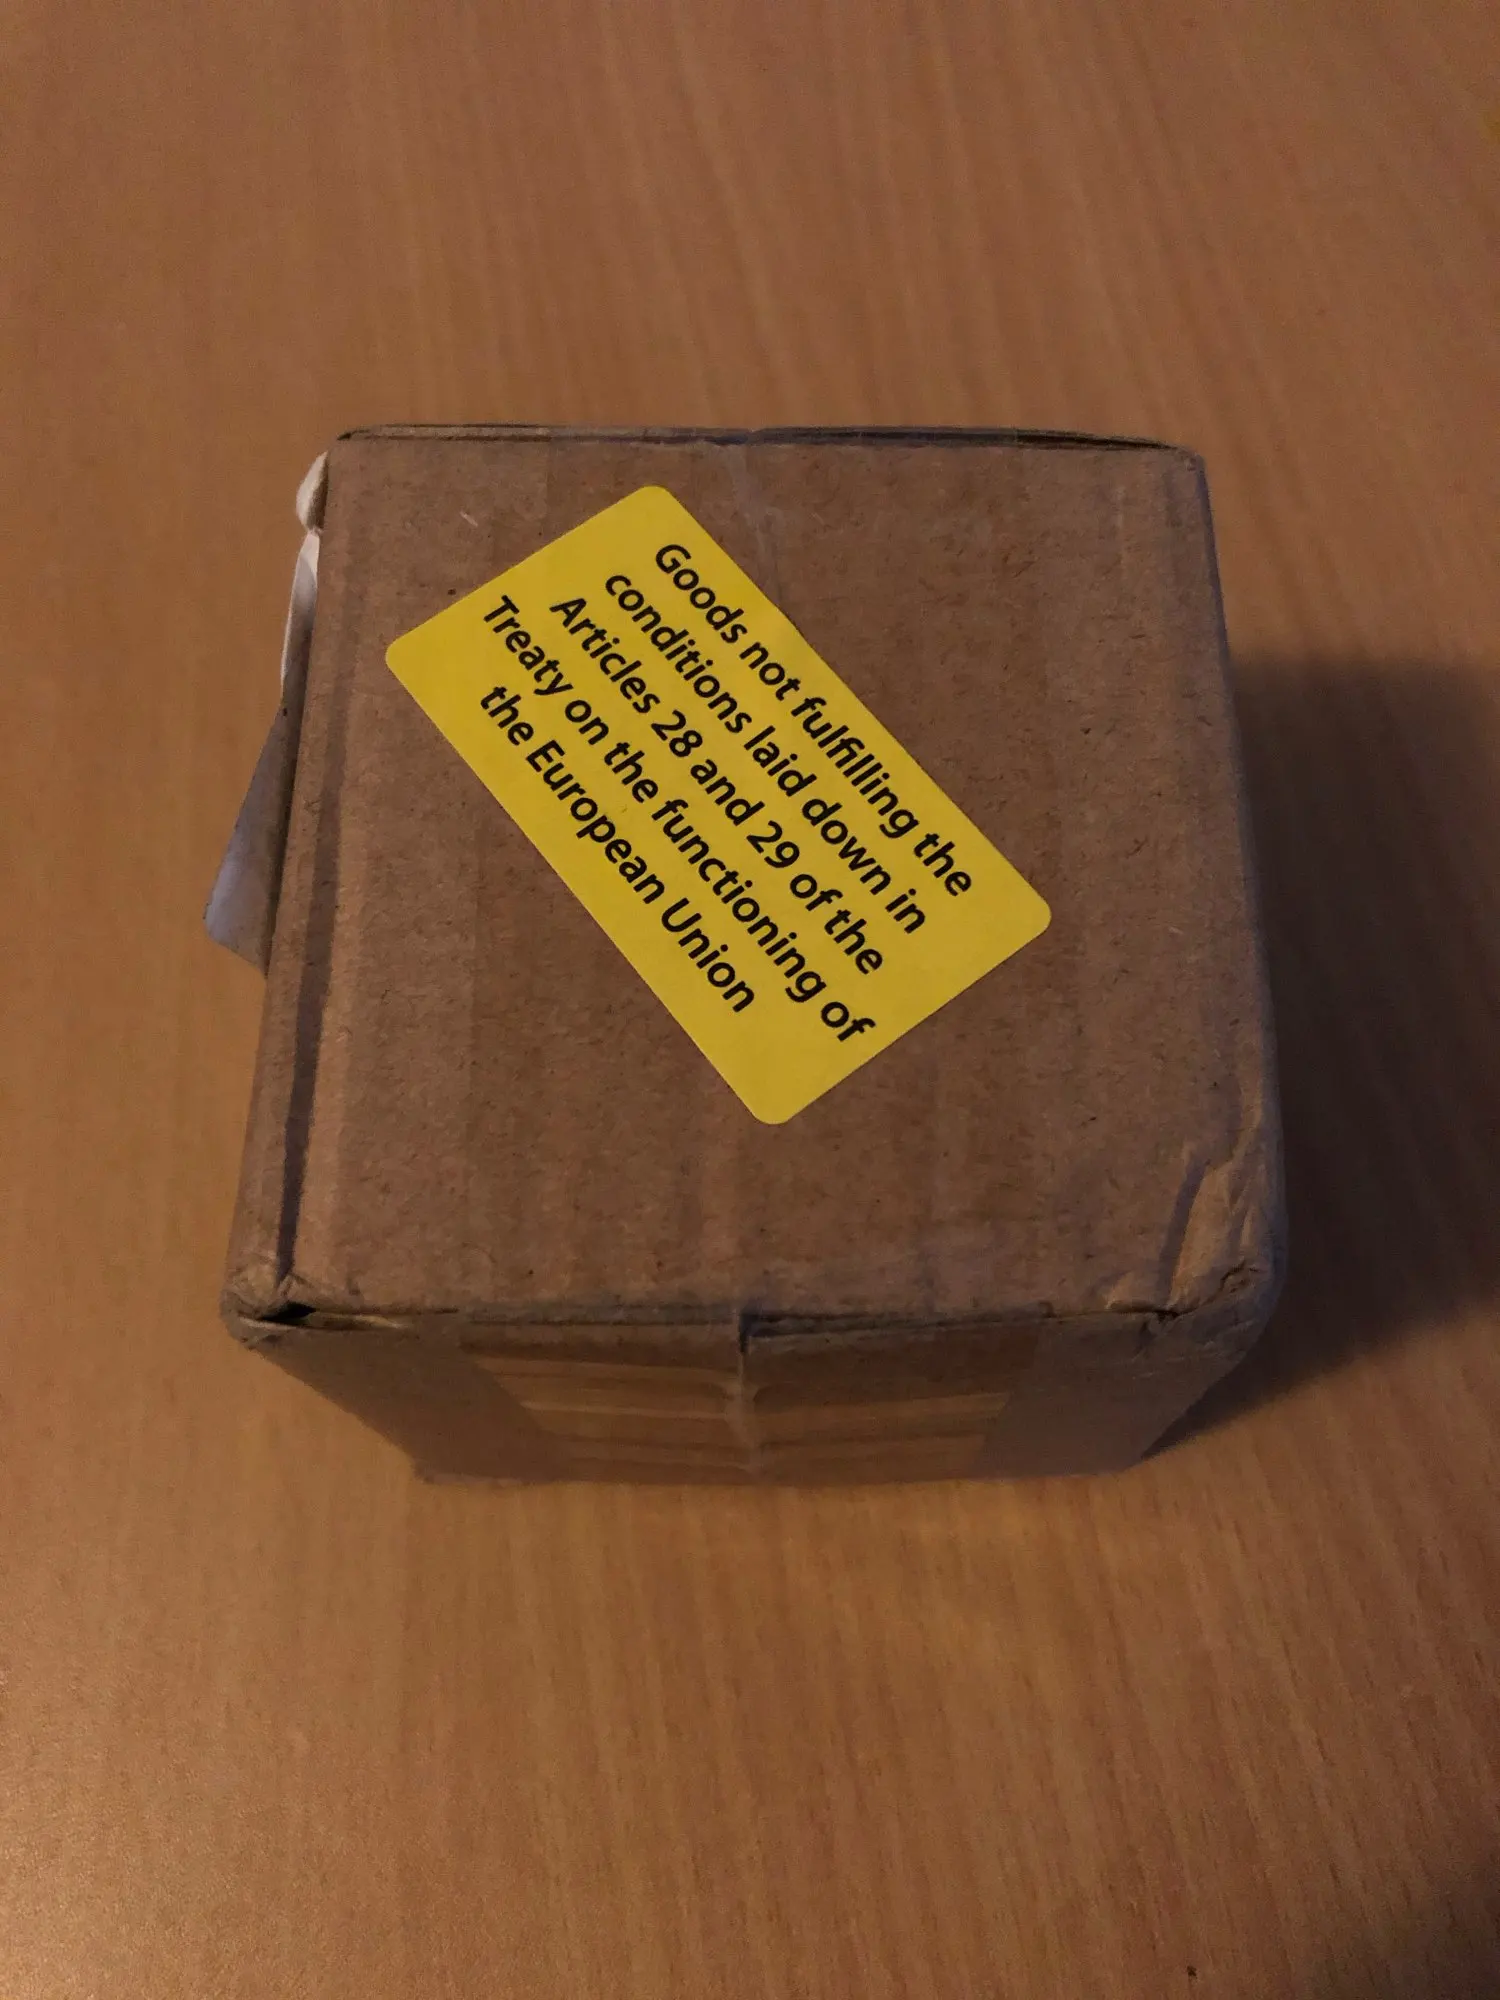 Goods not fulfilling the
conditions laid down in
Articles 28 and 29 of the
Treaty on the functioning of
the European Union